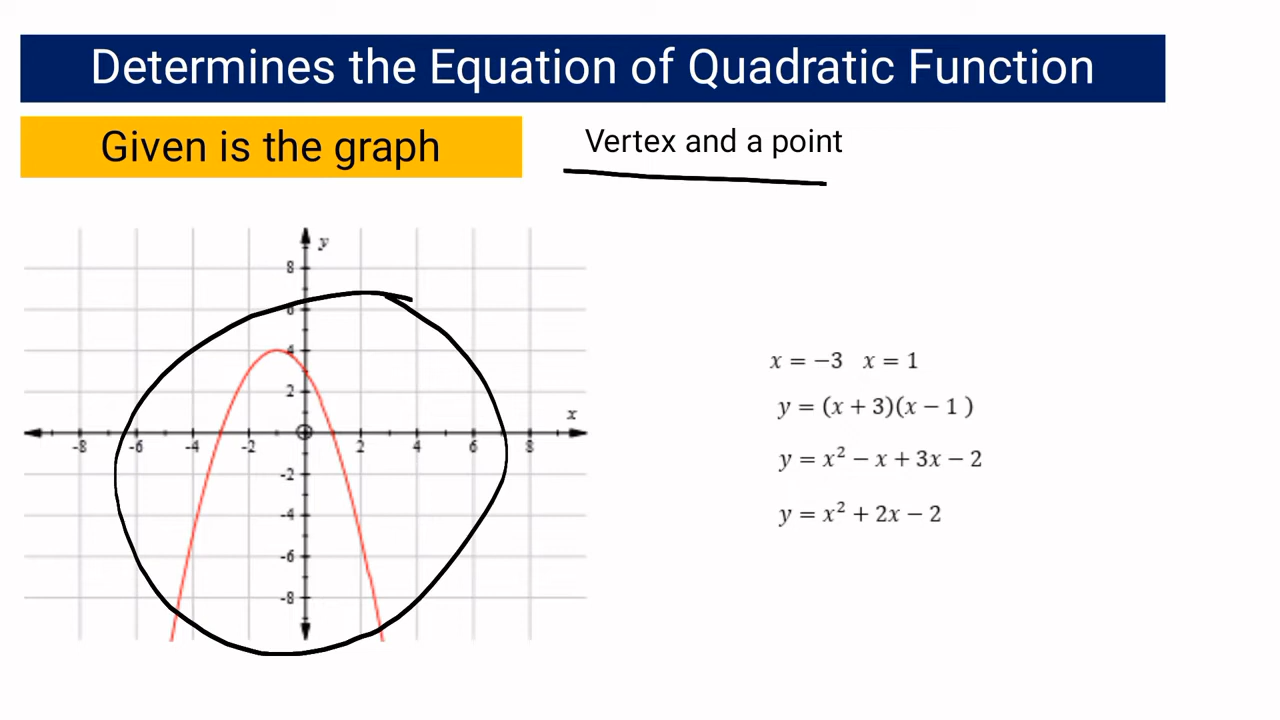 Determines the Equation of Quadratic Function
Given is the graph
Vertex and a point
y
8
6
4
2
x
-8 -6 -4 -2 2 4 6 8
-2
-4
-6
-8
x = −3 x = 1
y = (x + 3)(x − 1 )
y = x² − x + 3x − 2
y = x² + 2x − 2